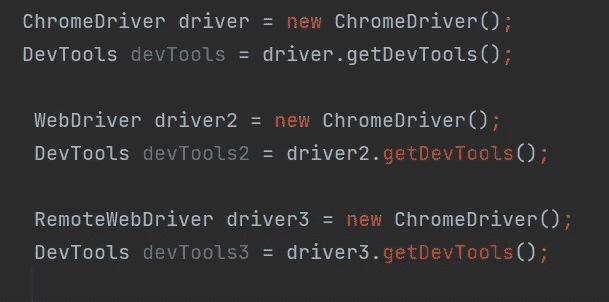 ChromeDriver driver = new ChromeDriver();
DevTools devTools = driver.getDevTools();
WebDriver driver2 = new ChromeDriver();
DevTools devTools2 = driver2.getDevTools();
RemoteWebDriver driver3 = new ChromeDriver();
DevTools devTools3 = driver3.getDevTools();